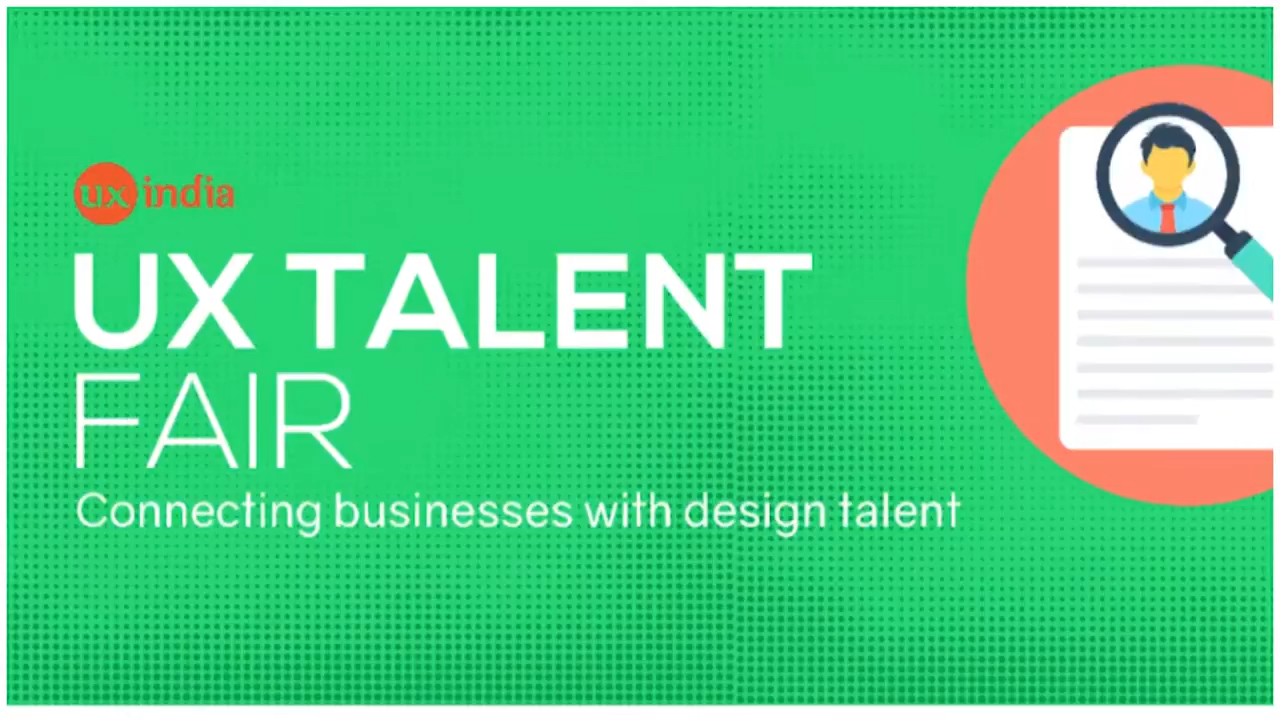 ux india
UX TALENT
FAIR
Connecting businesses with design talent